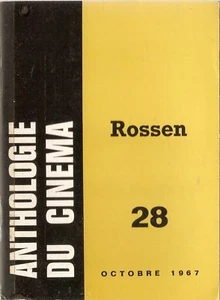 ANTHOLOGIE
DU CINEMA
Rossen
28
OCTOBRE 1967